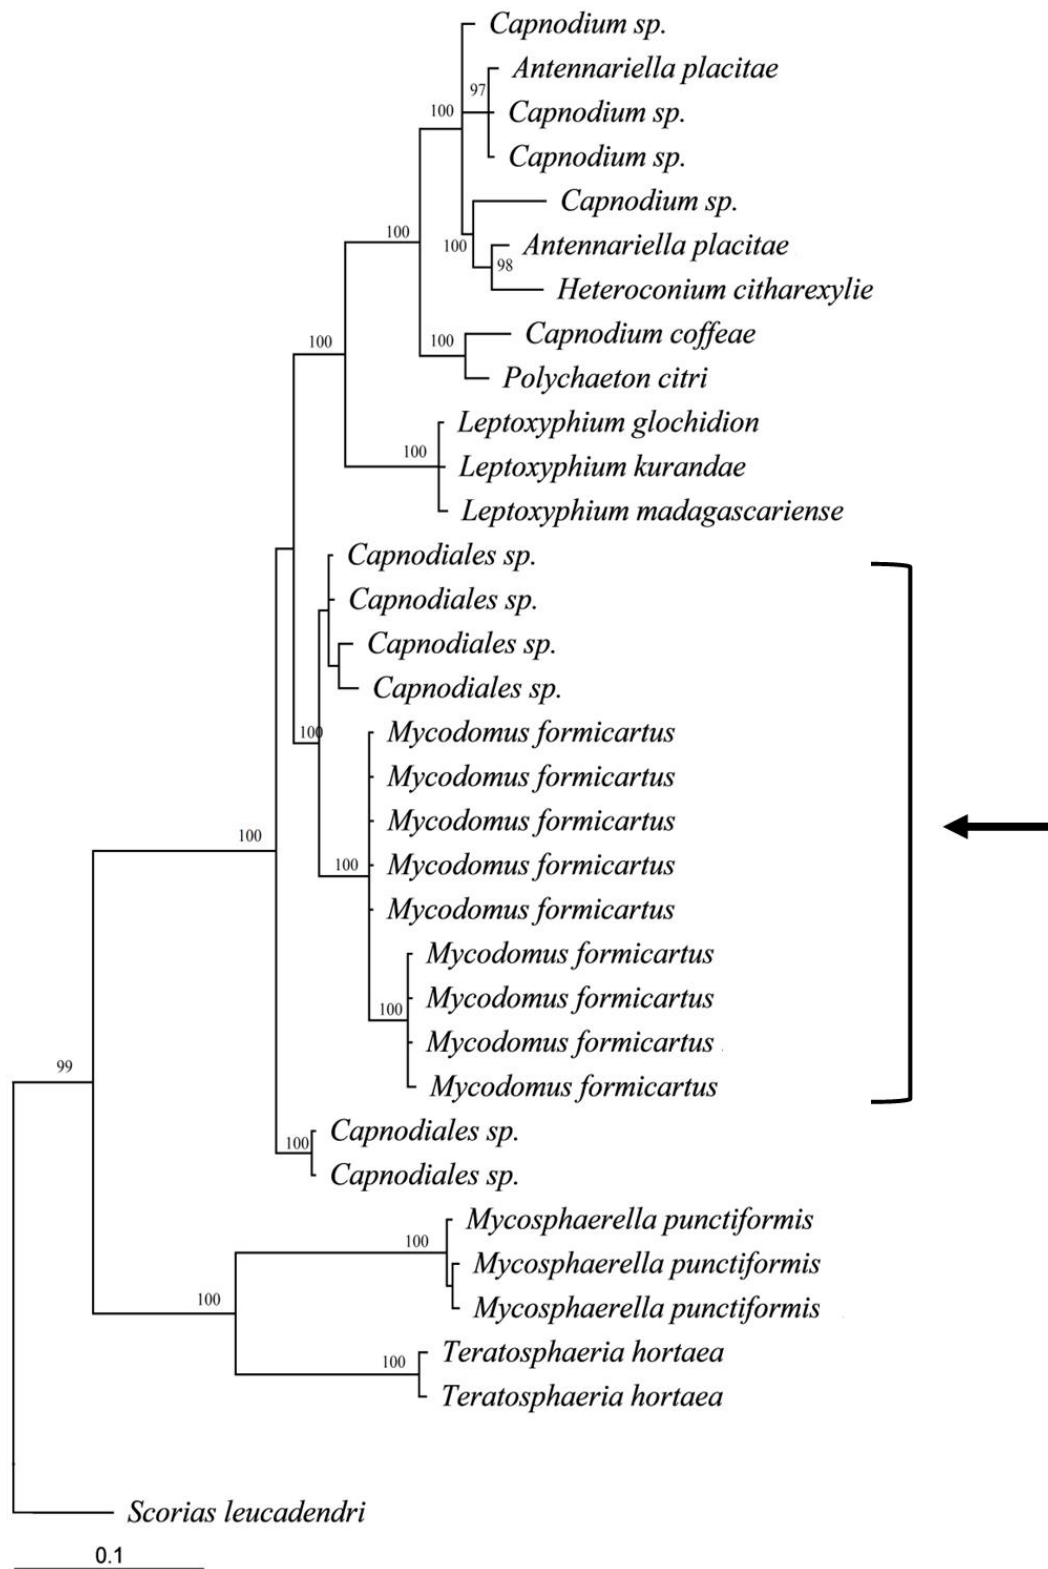 Capnodium sp.
Antennariella placitae
97
Capnodium sp.
100
Capnodium sp.
Capnodium sp.
100
Antennariella placitae
100
98
Heteroconium citharexylie
Capnodium coffeae
100
100
Polychaeton citri
Leptoxyphium glochidion
100
Leptoxyphium kurandae
Leptoxyphium madagascariense
Capnodiales sp.
Capnodiales sp.
Capnodiales sp.
Capnodiales sp.
100
Mycodomus formicartus
Mycodomus formicartus
Mycodomus formicartus
100
100
Mycodomus formicartus
Mycodomus formicartus
Mycodomus formicartus
Mycodomus formicartus
100
Mycodomus formicartus
99
Mycodomus formicartus
Capnodiales sp.
100
Capnodiales sp.
Mycosphaerella punctiformis
100
Mycosphaerella punctiformis
100
Mycosphaerella punctiformis
Teratosphaeria hortaea
100
Teratosphaeria hortaea
Scorias leucadendri
0.1